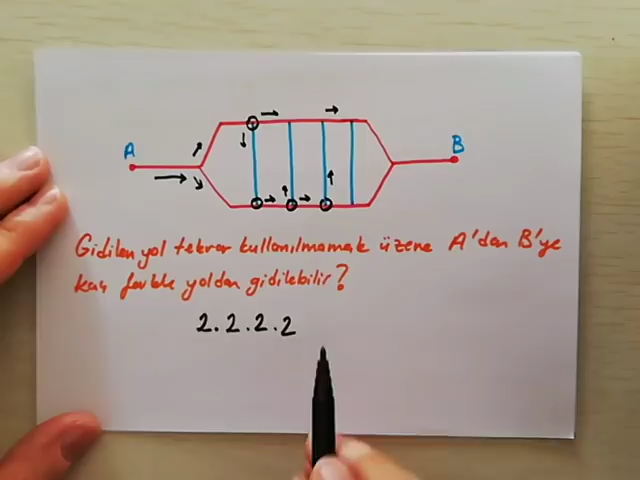 A
B
Gidilen yol tekrar kullanılmamak üzere A'dan B'ye
kaç farklı yoldan gidilebilir?
2.2.2.2